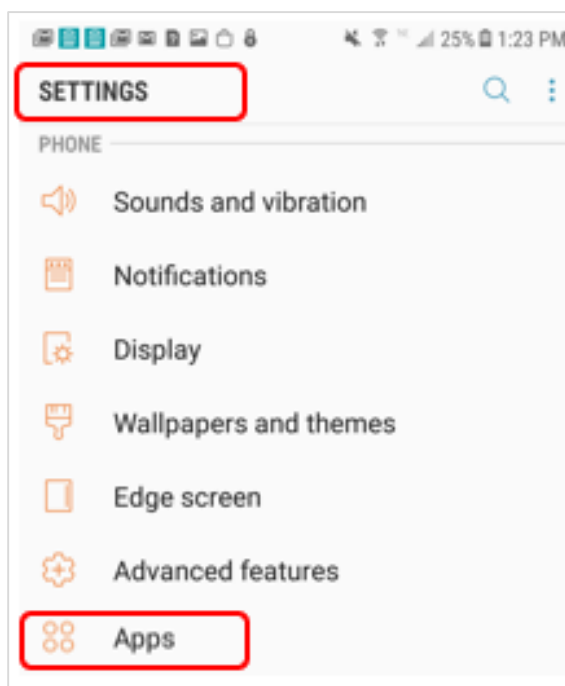 25% 1:23 PM
SETTINGS
PHONE
Sounds and vibration
Notifications
Display
Wallpapers and themes
Edge screen
Advanced features
Apps